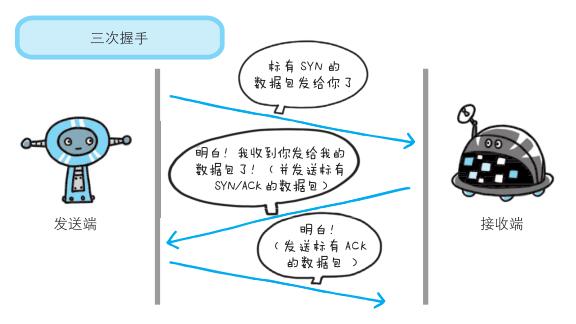 三次握手
标有 SYN 的
数据包发给你了
明白！我收到你发给我的
数据包了！（并发送标有
SYN/ACK 的数据包）
发送端
接收端
明白！
（发送标有 ACK
的数据包 ）